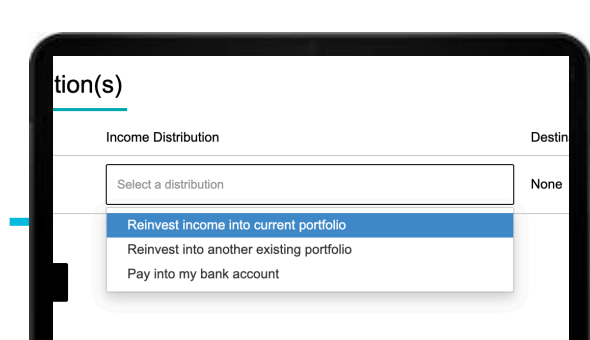 tion(s)
Income Distribution Destin
Select a distribution None
Reinvest income into current portfolio
Reinvest into another existing portfolio
Pay into my bank account